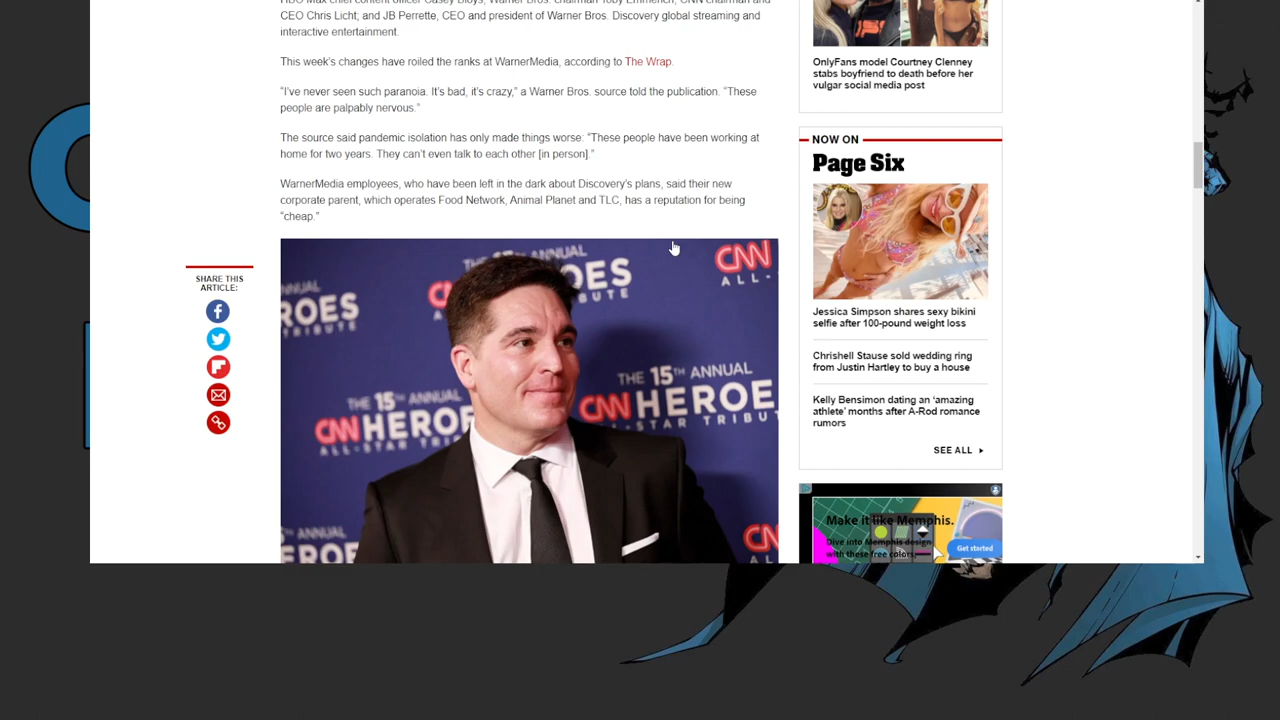 HBO Max chief content officer Casey Bloys, Warner Bros. chairman Toby Emmerich, CNN chairman and
CEO Chris Licht; and JB Perrette, CEO and president of Warner Bros. Discovery global streaming and
interactive entertainment.
This week's changes have roiled the ranks at WarnerMedia, according to The Wrap.
“I've never seen such paranoia. It's bad, it's crazy,” a Warner Bros. source told the publication. “These
people are palpably nervous.”
The source said pandemic isolation has only made things worse: “These people have been working at
home for two years. They can't even talk to each other [in person].”
WarnerMedia employees, who have been left in the dark about Discovery's plans, said their new
corporate parent, which operates Food Network, Animal Planet and TLC, has a reputation for being
“cheap.”
SHARE THIS
ARTICLE:
THE 15TH ANNUAL
CNN HEROES
ALL-STAR TRIBUTE
OnlyFans model Courtney Clenney
stabs boyfriend to death before her
vulgar social media post
NOW ON
Page Six
Jessica Simpson shares sexy bikini
selfie after 100-pound weight loss
Chrishell Stause sold wedding ring
from Justin Hartley to buy a house
Kelly Bensimon dating an ‘amazing
athlete’ months after A-Rod romance
rumors
SEE ALL
Make it like Memphis.
Dive into Memphis design
with these free colors,
Get started